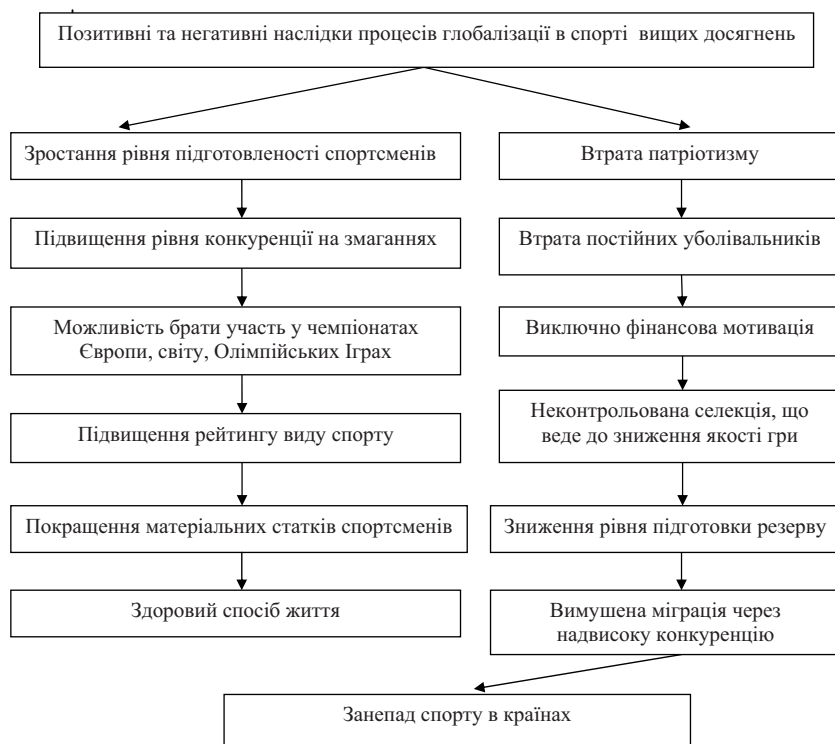 Позитивні та негативні наслідки процесів глобалізації в спорті вищих досягнень
Зростання рівня підготовленості спортсменів
Підвищення рівня конкуренції на змаганнях
Можливість брати участь у чемпіонатах
Європи, світу, Олімпійських Іграх
Підвищення рейтингу виду спорту
Покращення матеріальних статків спортсменів
Здоровий спосіб життя
Втрата патріотизму
Втрата постійних уболівальників
Виключно фінансова мотивація
Неконтрольована селекція, що
веде до зниження якості гри
Зниження рівня підготовки резерву
Вимушена міграція через
надвисоку конкуренцію
Занепад спорту в країнах